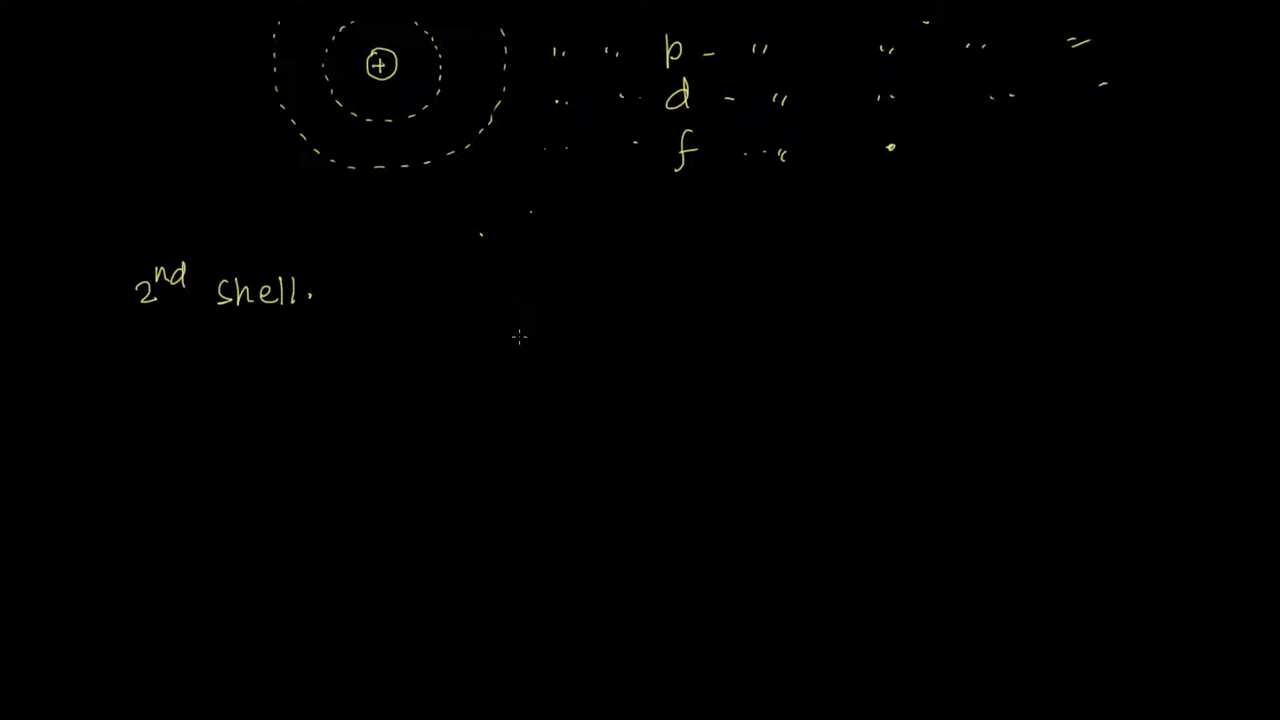 +
" " p - " " " =
" " d - " " "
" " f - "
2nd shell.